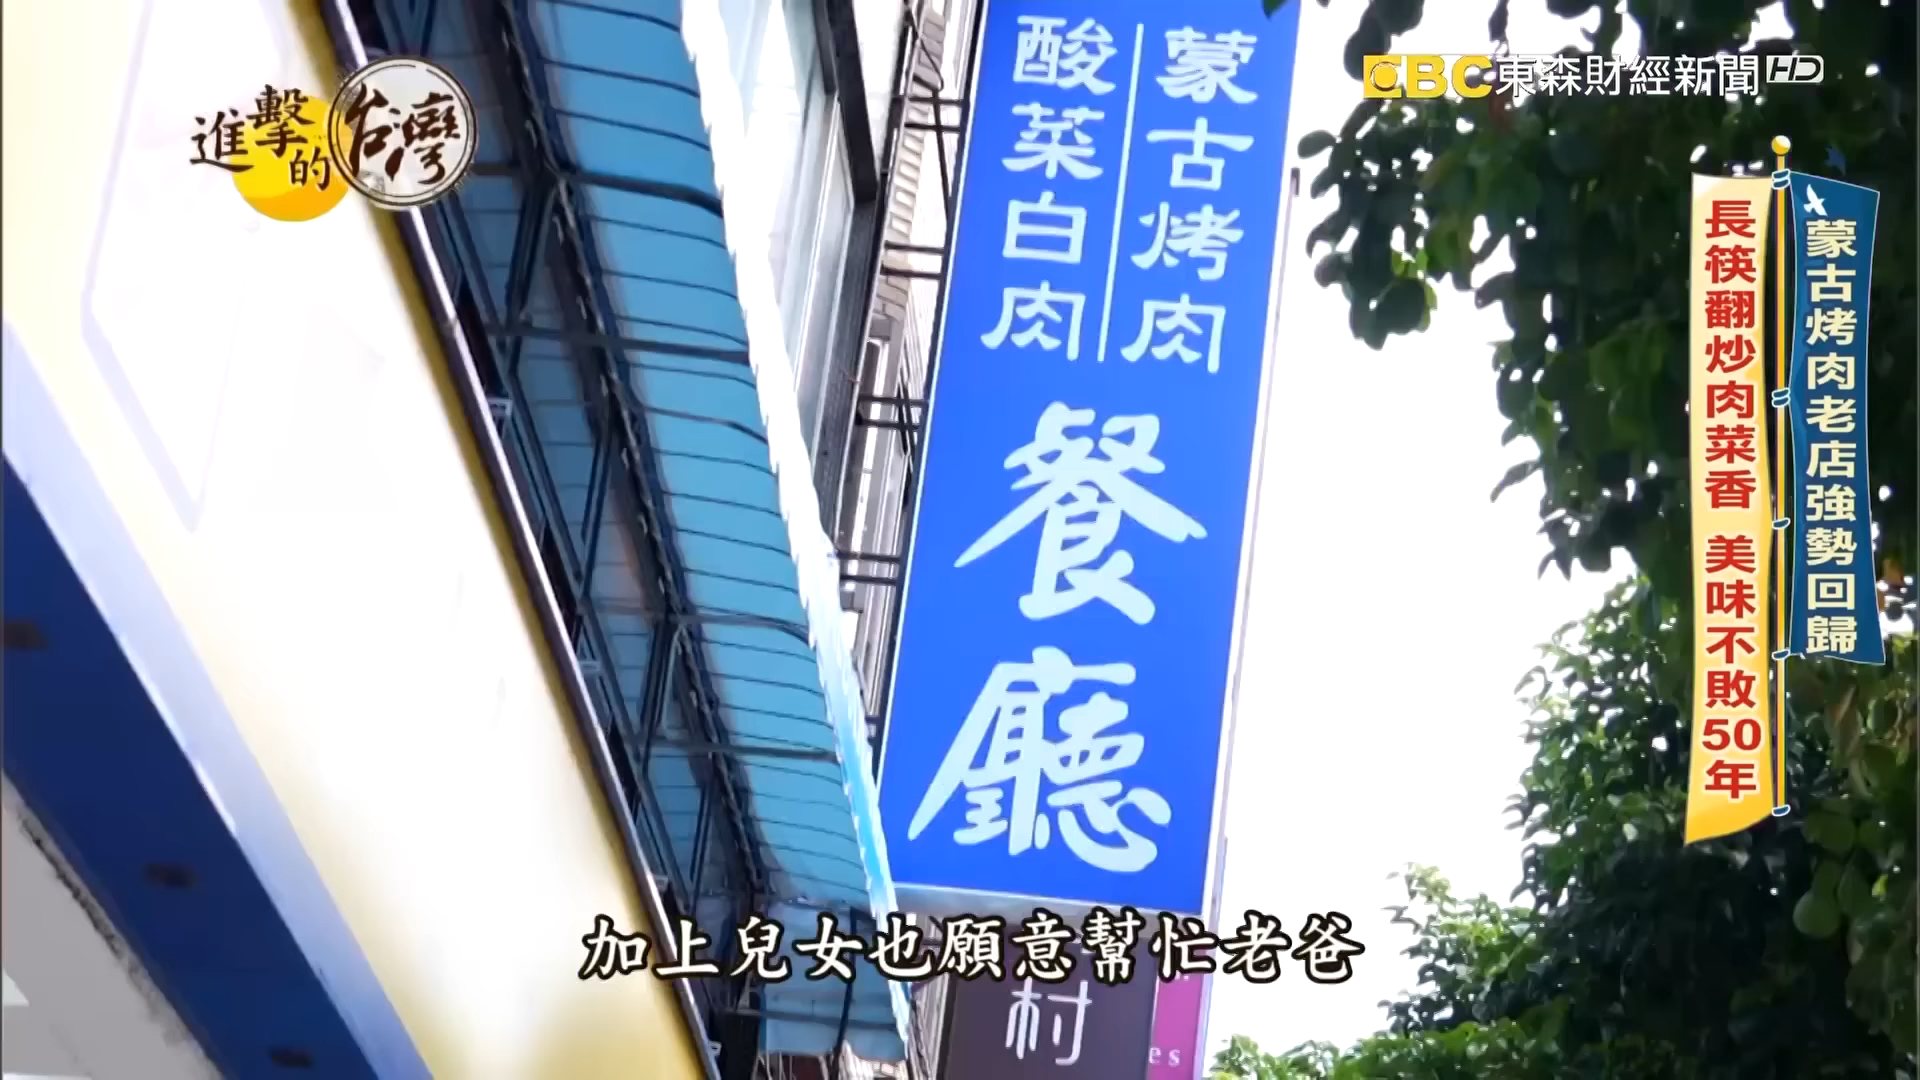 進擊的台灣
EBC東森財經新聞HD
蒙古烤肉老店強勢回歸
長筷翻炒肉菜香 美味不敗50年
蒙古烤肉
酸菜白肉
餐廳
加上兒女也願意幫忙老爸
村
es